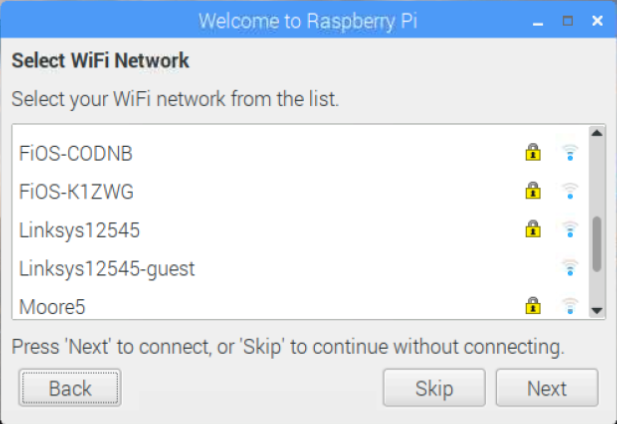 Welcome to Raspberry Pi
Select WiFi Network
Select your WiFi network from the list.
FiOS-CODNB
FiOS-K1ZWG
Linksys12545
Linksys12545-guest
Moore5
Press 'Next' to connect, or 'Skip' to continue without connecting.
Back Skip Next